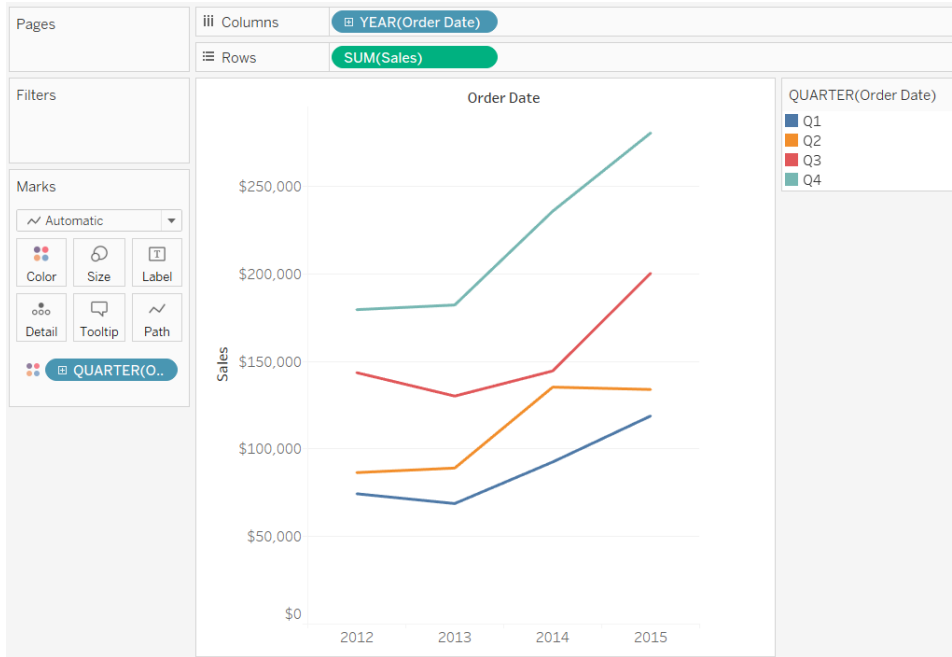 Pages
Columns
YEAR(Order Date)
Rows
SUM(Sales)
Filters
Marks
Automatic
Color
Size
Label
Detail
Tooltip
Path
QUARTER(O..
Order Date
Sales
$250,000
$200,000
$150,000
$100,000
$50,000
$0
2012
2013
2014
2015
QUARTER(Order Date)
Q1
Q2
Q3
Q4